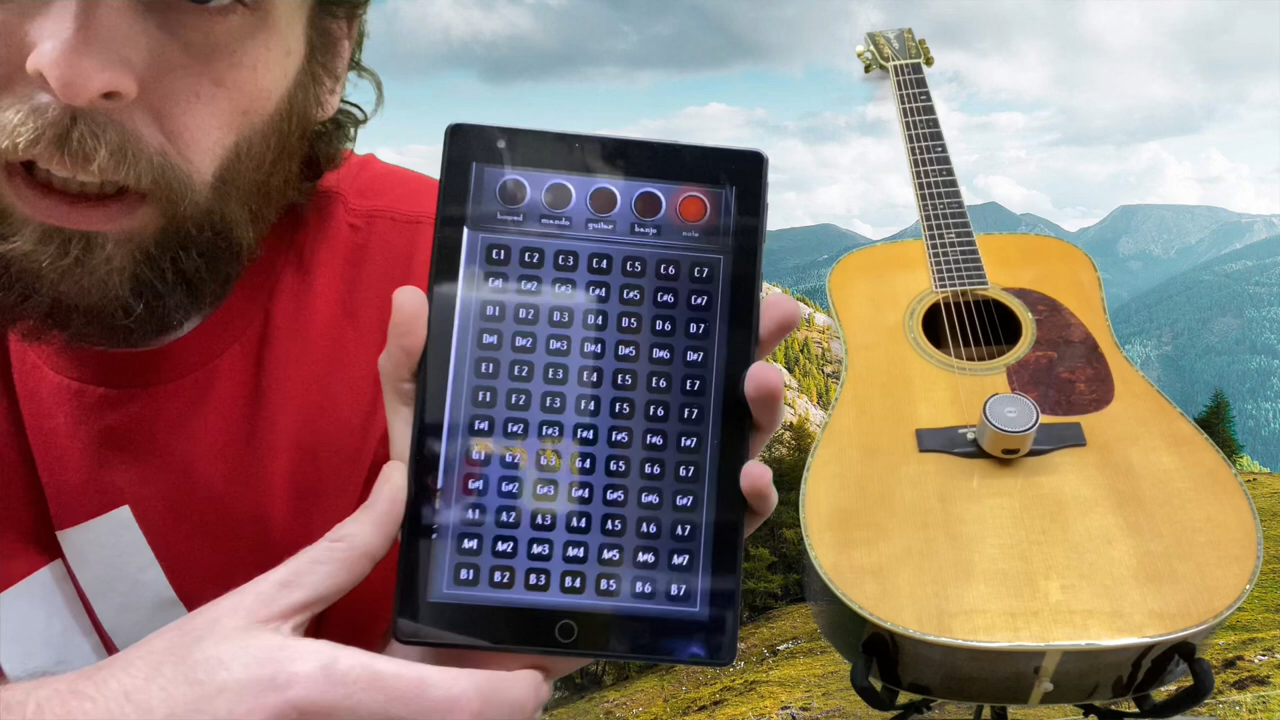 bowed mando guitar banjo note
C1 C2 C3 C4 C5 C6 C7
C#1 C#2 C#3 C#4 C#5 C#6 C#7
D1 D2 D3 D4 D5 D6 D7
D#1 D#2 D#3 D#4 D#5 D#6 D#7
E1 E2 E3 E4 E5 E6 E7
F1 F2 F3 F4 F5 F6 F7
F#1 F#2 F#3 F#4 F#5 F#6 F#7
G1 G2 G3 G4 G5 G6 G7
G#1 G#2 G#3 G#4 G#5 G#6 G#7
A1 A2 A3 A4 A5 A6 A7
A#1 A#2 A#3 A#4 A#5 A#6 A#7
B1 B2 B3 B4 B5 B6 B7